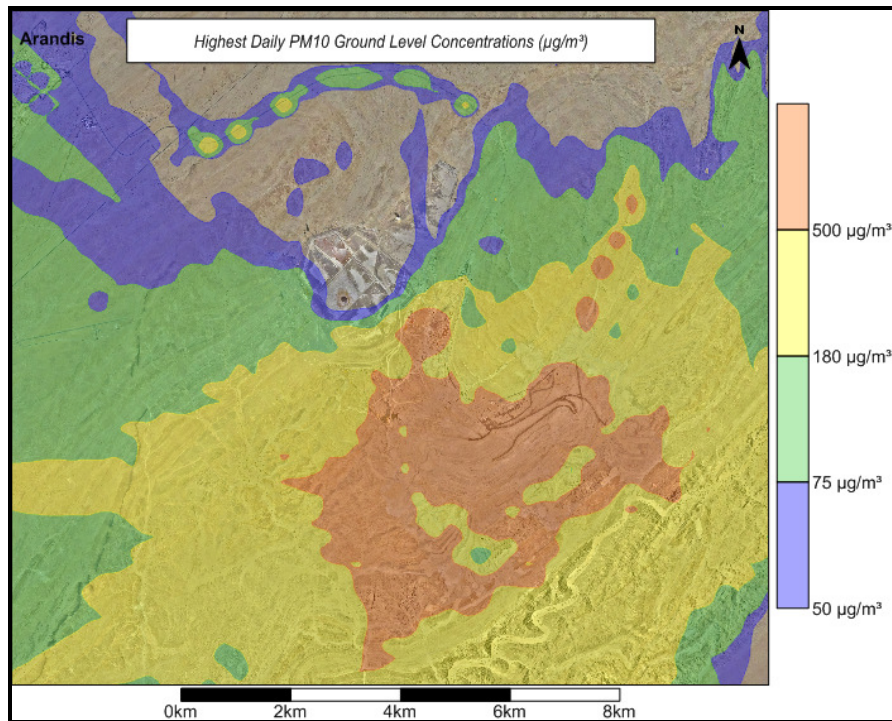 Arandis
Highest Daily PM10 Ground Level Concentrations (µg/m³)
N
500 µg/m³
180 µg/m³
75 µg/m³
50 µg/m³
0km 2km 4km 6km 8km